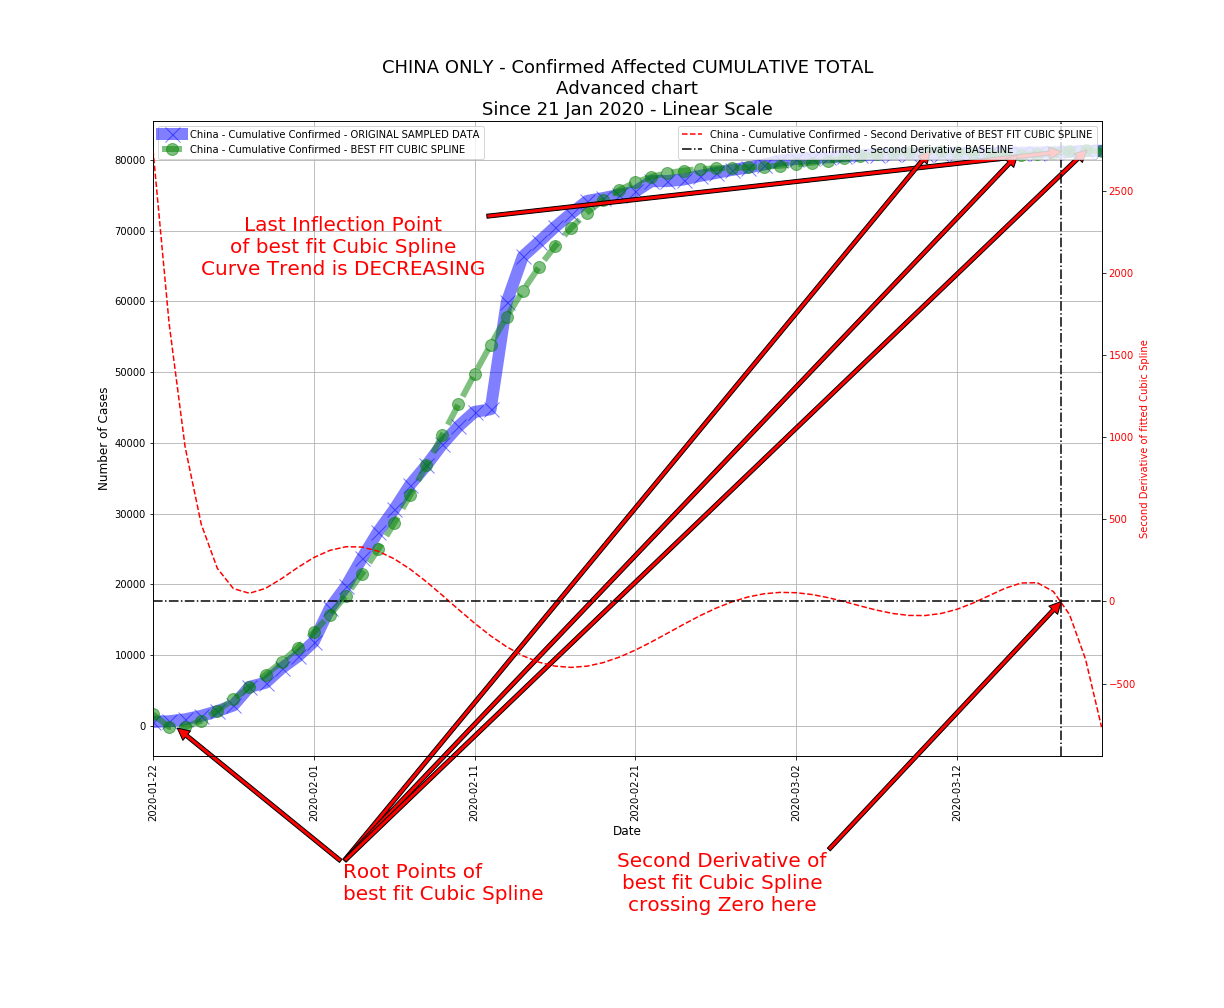 CHINA ONLY - Confirmed Affected CUMULATIVE TOTAL
Advanced chart
Since 21 Jan 2020 - Linear Scale
China - Cumulative Confirmed - ORIGINAL SAMPLED DATA
China - Cumulative Confirmed - BEST FIT CUBIC SPLINE
China - Cumulative Confirmed - Second Derivative of BEST FIT CUBIC SPLINE
China - Cumulative Confirmed - Second Derivative BASELINE
Number of Cases
80000
70000
60000
50000
40000
30000
20000
10000
0
Last Inflection Point
of best fit Cubic Spline
Curve Trend is DECREASING
2500
2000
1500
1000
500
0
−500
Second Derivative of fitted Cubic Spline
2020-01-22
2020-02-01
2020-02-11
2020-02-21
2020-03-02
2020-03-12
Date
Root Points of
best fit Cubic Spline
Second Derivative of
best fit Cubic Spline
crossing Zero here